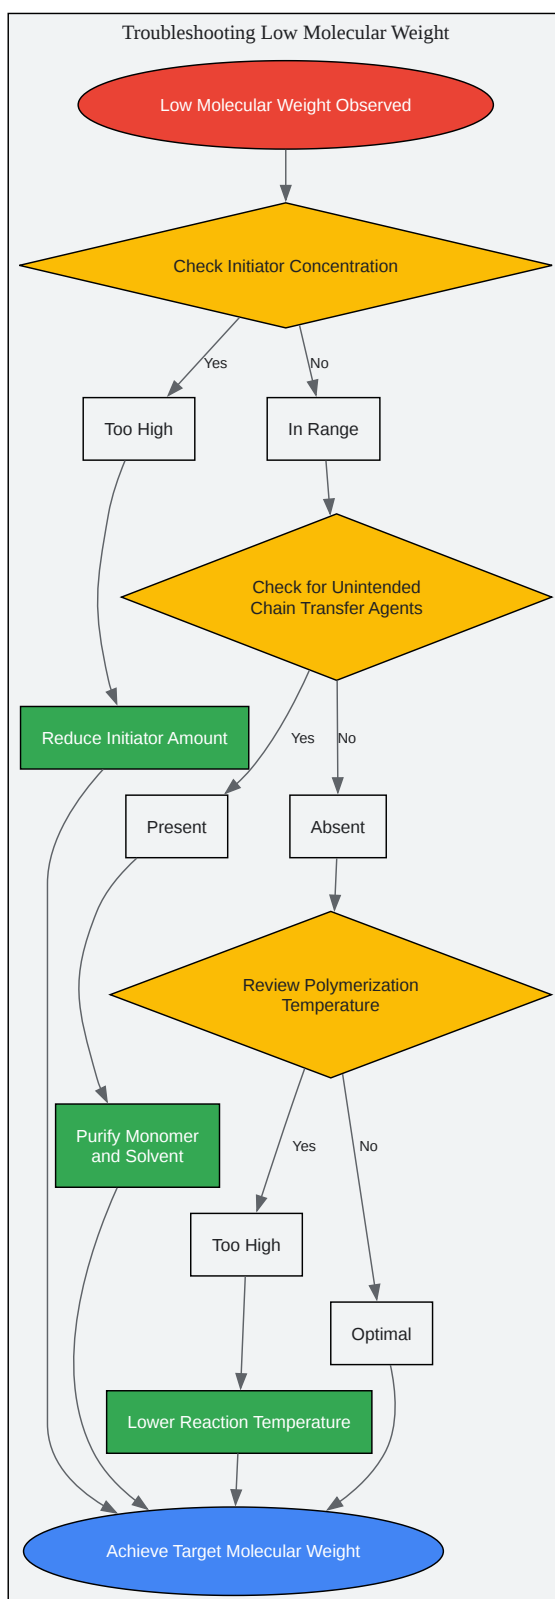 Troubleshooting Low Molecular Weight
Low Molecular Weight Observed
Check Initiator Concentration
Yes
No
Too High
In Range
Check for Unintended
Chain Transfer Agents
Reduce Initiator Amount
Yes
No
Present
Absent
Review Polymerization
Temperature
Purify Monomer
and Solvent
Yes
No
Too High
Optimal
Lower Reaction Temperature
Achieve Target Molecular Weight